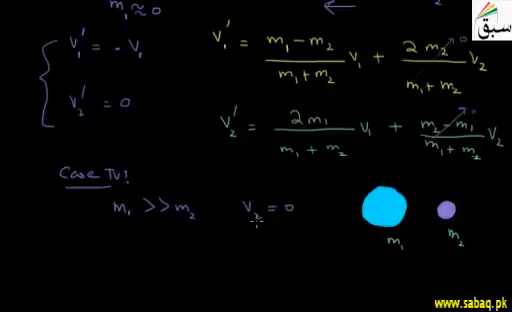 m₁ ≈ 0 ← 2
سبق
V₁' = - V₁
V₂' = 0
V₁' = (m₁ - m₂)/(m₁ + m₂) V₁ + (2 m₂)/(m₁ + m₂) V₂
V₂' = (2 m₁)/(m₁ + m₂) V₁ + (m₂ - m₁)/(m₁ + m₂) V₂
Case IV!
m₁ >> m₂ V₂ = 0
m₁ m₂
www.sabaq.pk